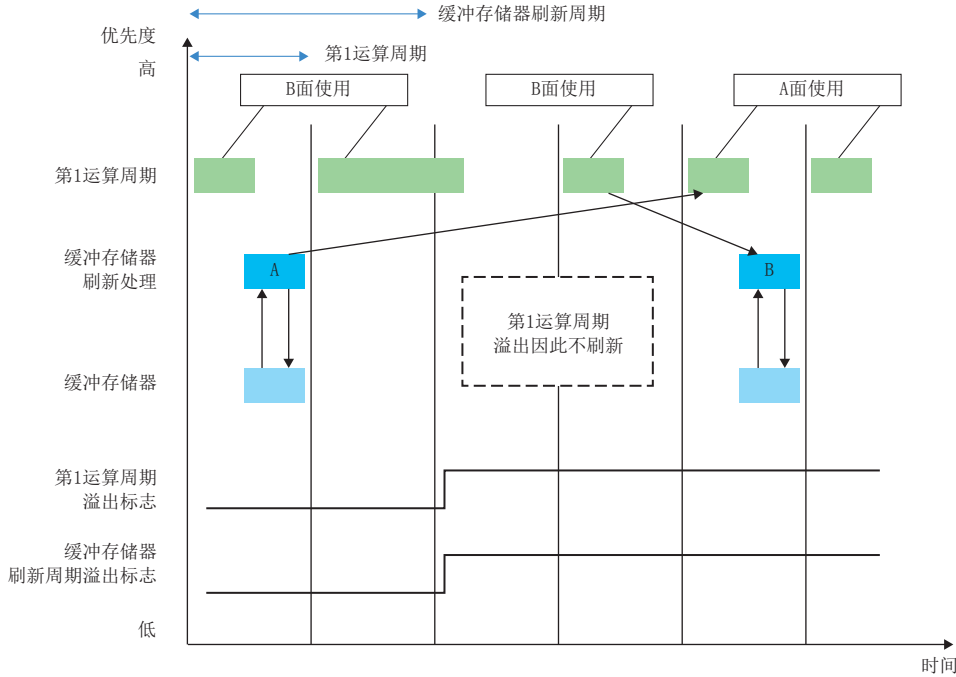 缓冲存储器刷新周期
优先度
第1运算周期
高
B面使用
B面使用
A面使用
第1运算周期
缓冲存储器
刷新处理
A
B
第1运算周期
溢出因此不刷新
缓冲存储器
第1运算周期
溢出标志
缓冲存储器
刷新周期溢出标志
低
时间